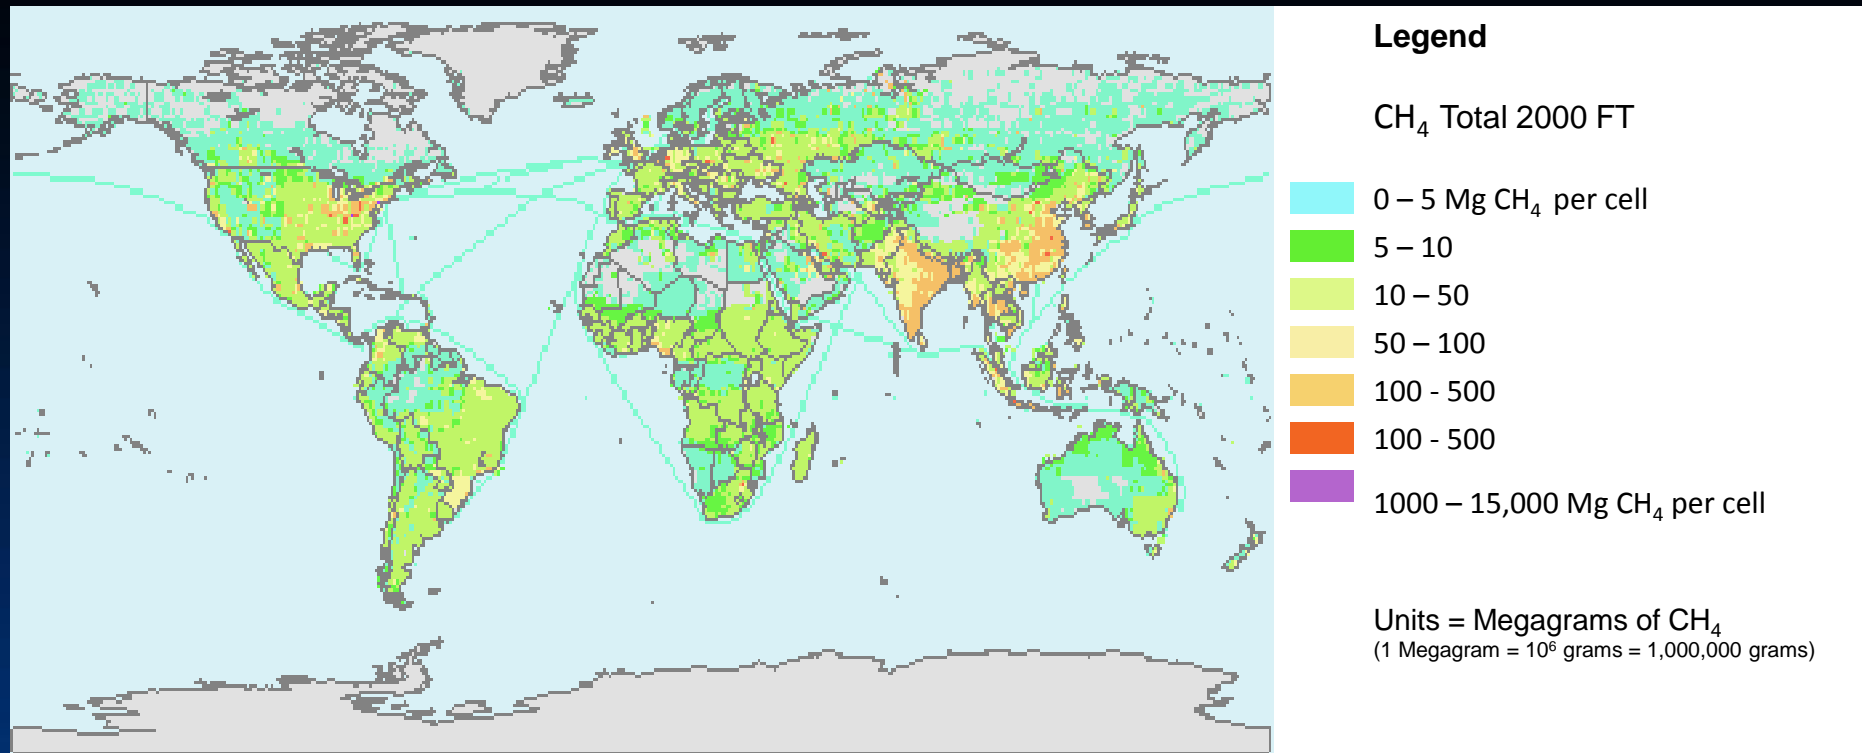 Legend
CH₄ Total 2000 FT
0 – 5 Mg CH₄ per cell
5 – 10
10 – 50
50 – 100
100 - 500
100 - 500
1000 – 15,000 Mg CH₄ per cell
Units = Megagrams of CH₄
(1 Megagram = 10⁶ grams = 1,000,000 grams)